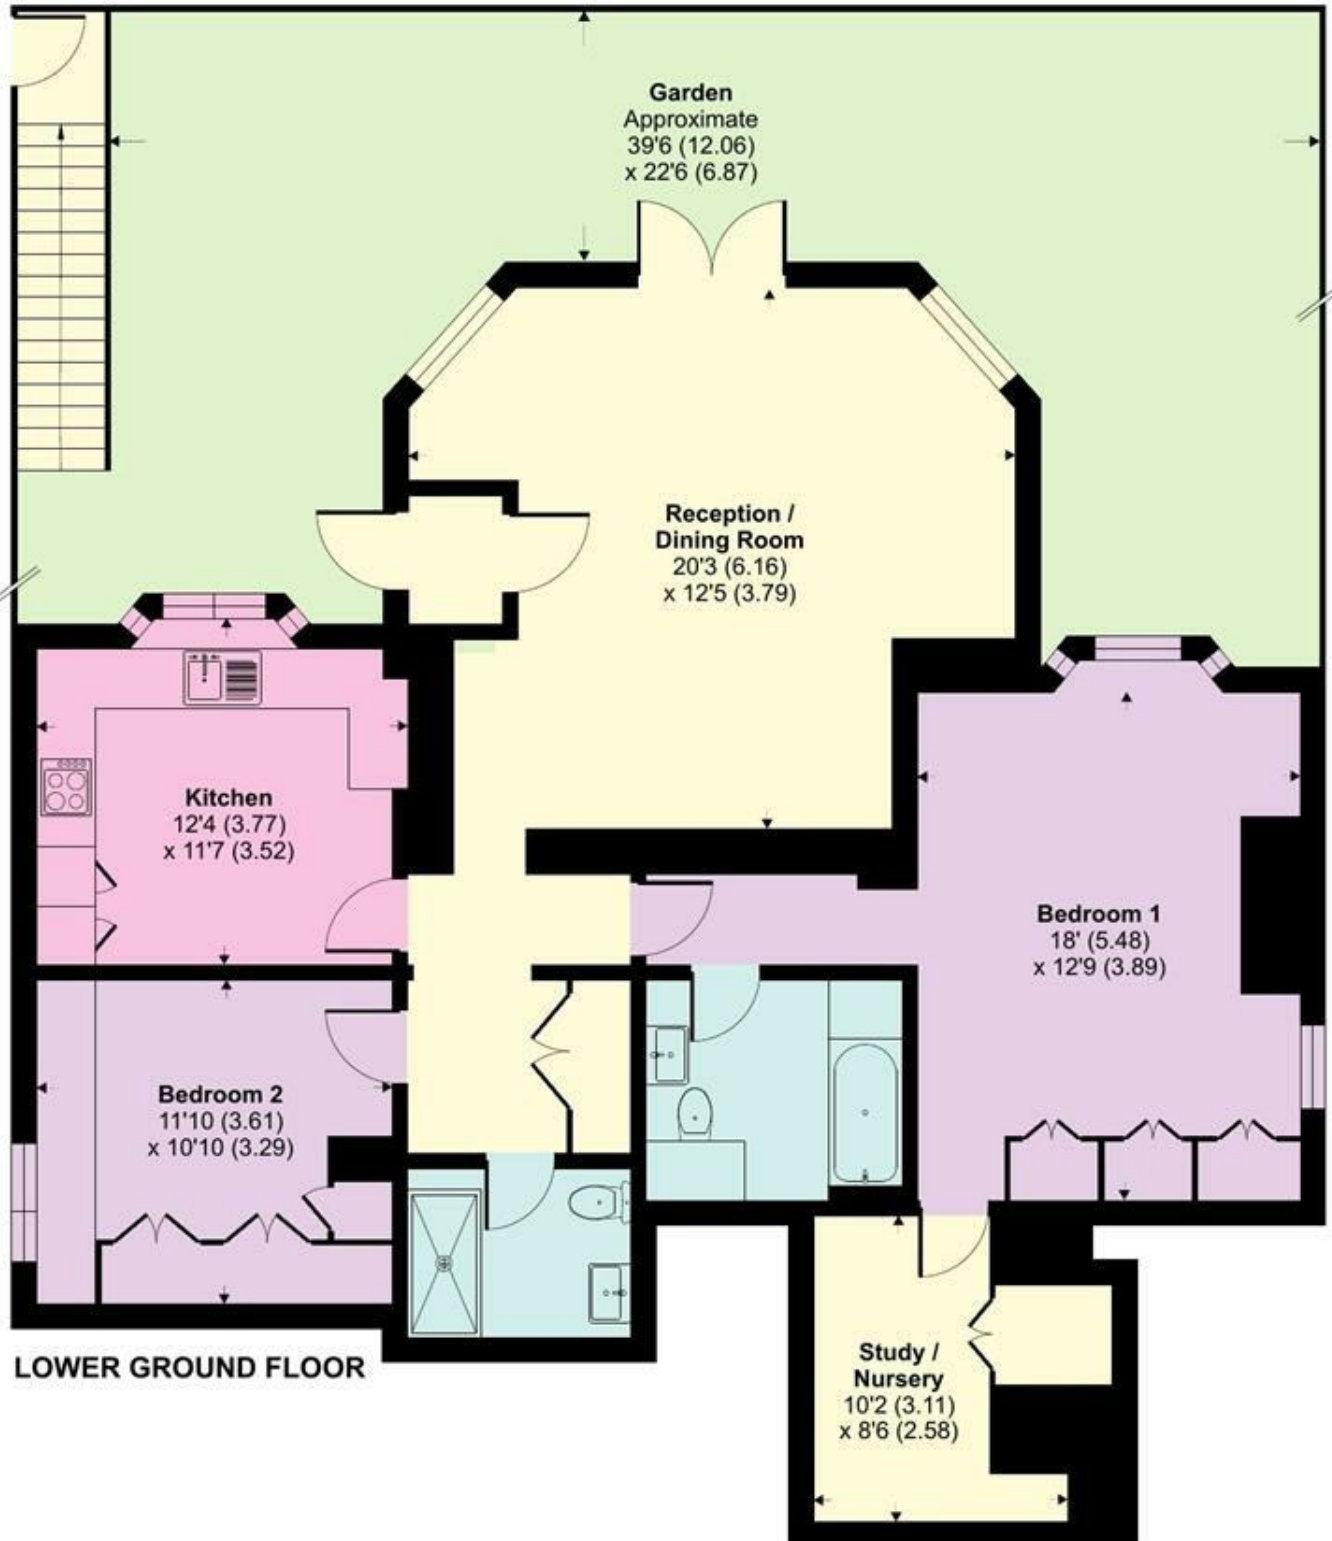 Garden
Approximate
39'6 (12.06)
x 22'6 (6.87)
Reception /
Dining Room
20'3 (6.16)
x 12'5 (3.79)
Kitchen
12'4 (3.77)
x 11'7 (3.52)
Bedroom 1
18' (5.48)
x 12'9 (3.89)
Bedroom 2
11'10 (3.61)
x 10'10 (3.29)
Study /
Nursery
10'2 (3.11)
x 8'6 (2.58)
LOWER GROUND FLOOR